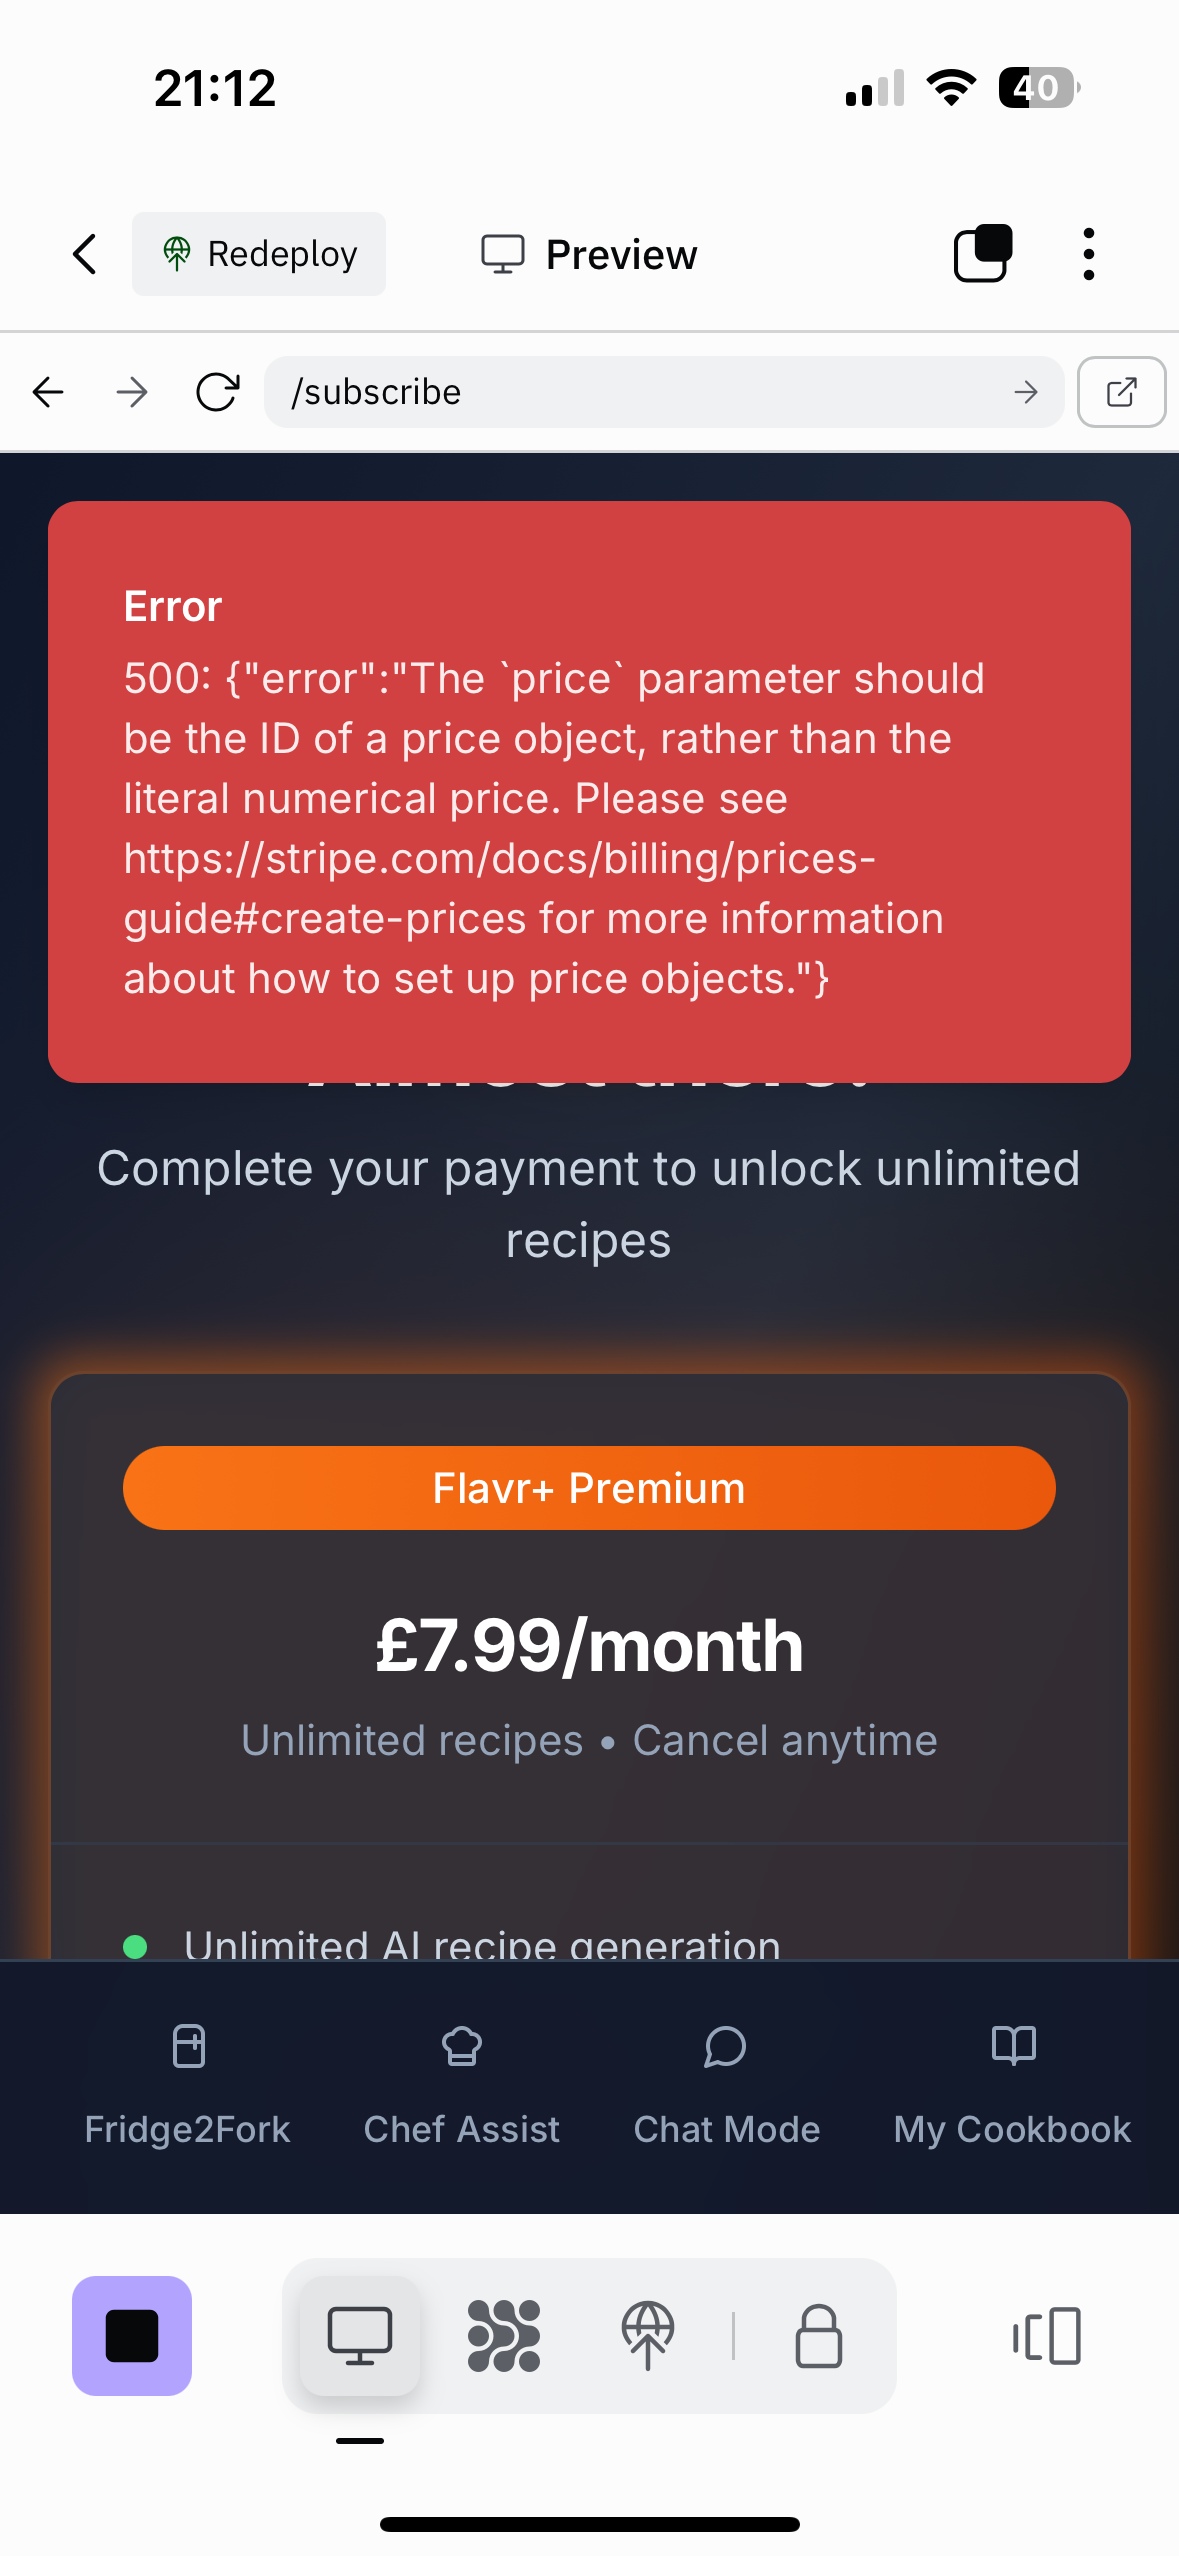 21:12
40
Redeploy
Preview
/subscribe
Error
500: {"error":"The `price` parameter should
be the ID of a price object, rather than the
literal numerical price. Please see
https://stripe.com/docs/billing/prices-
guide#create-prices for more information
about how to set up price objects."}
Complete your payment to unlock unlimited
recipes
Flavr+ Premium
£7.99/month
Unlimited recipes • Cancel anytime
Unlimited AI recipe generation
Fridge2Fork
Chef Assist
Chat Mode
My Cookbook